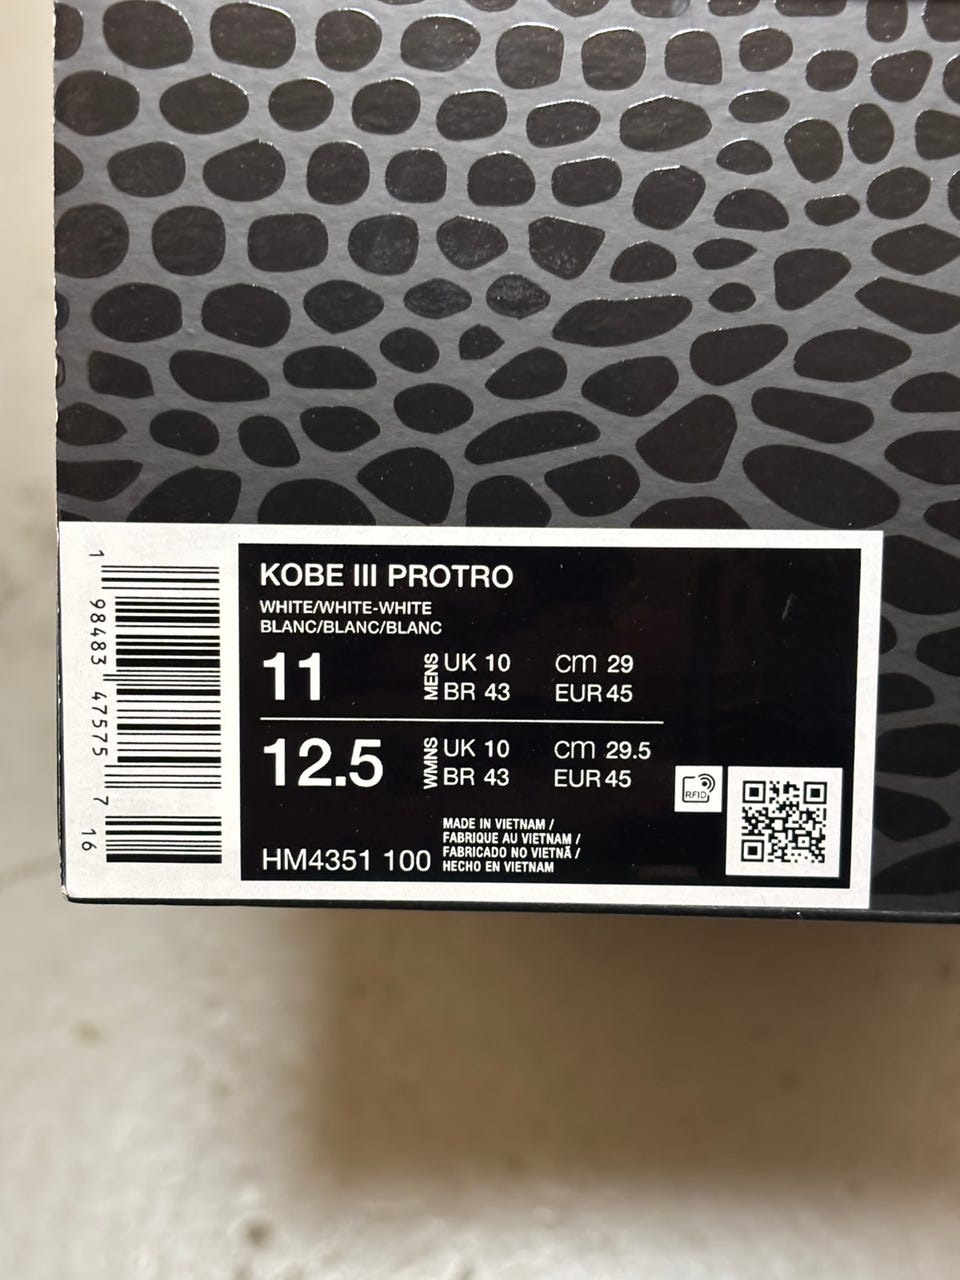 KOBE III PROTRO
WHITE/WHITE-WHITE
BLANC/BLANC/BLANC
11 MENS UK 10 cm 29
BR 43 EUR 45
12.5 WMNS UK 10 cm 29.5
BR 43 EUR 45
RFID
HM4351 100
MADE IN VIETNAM /
FABRIQUE AU VIETNAM /
FABRICADO NO VIETNÃ /
HECHO EN VIETNAM
1 98483 47575 7 16